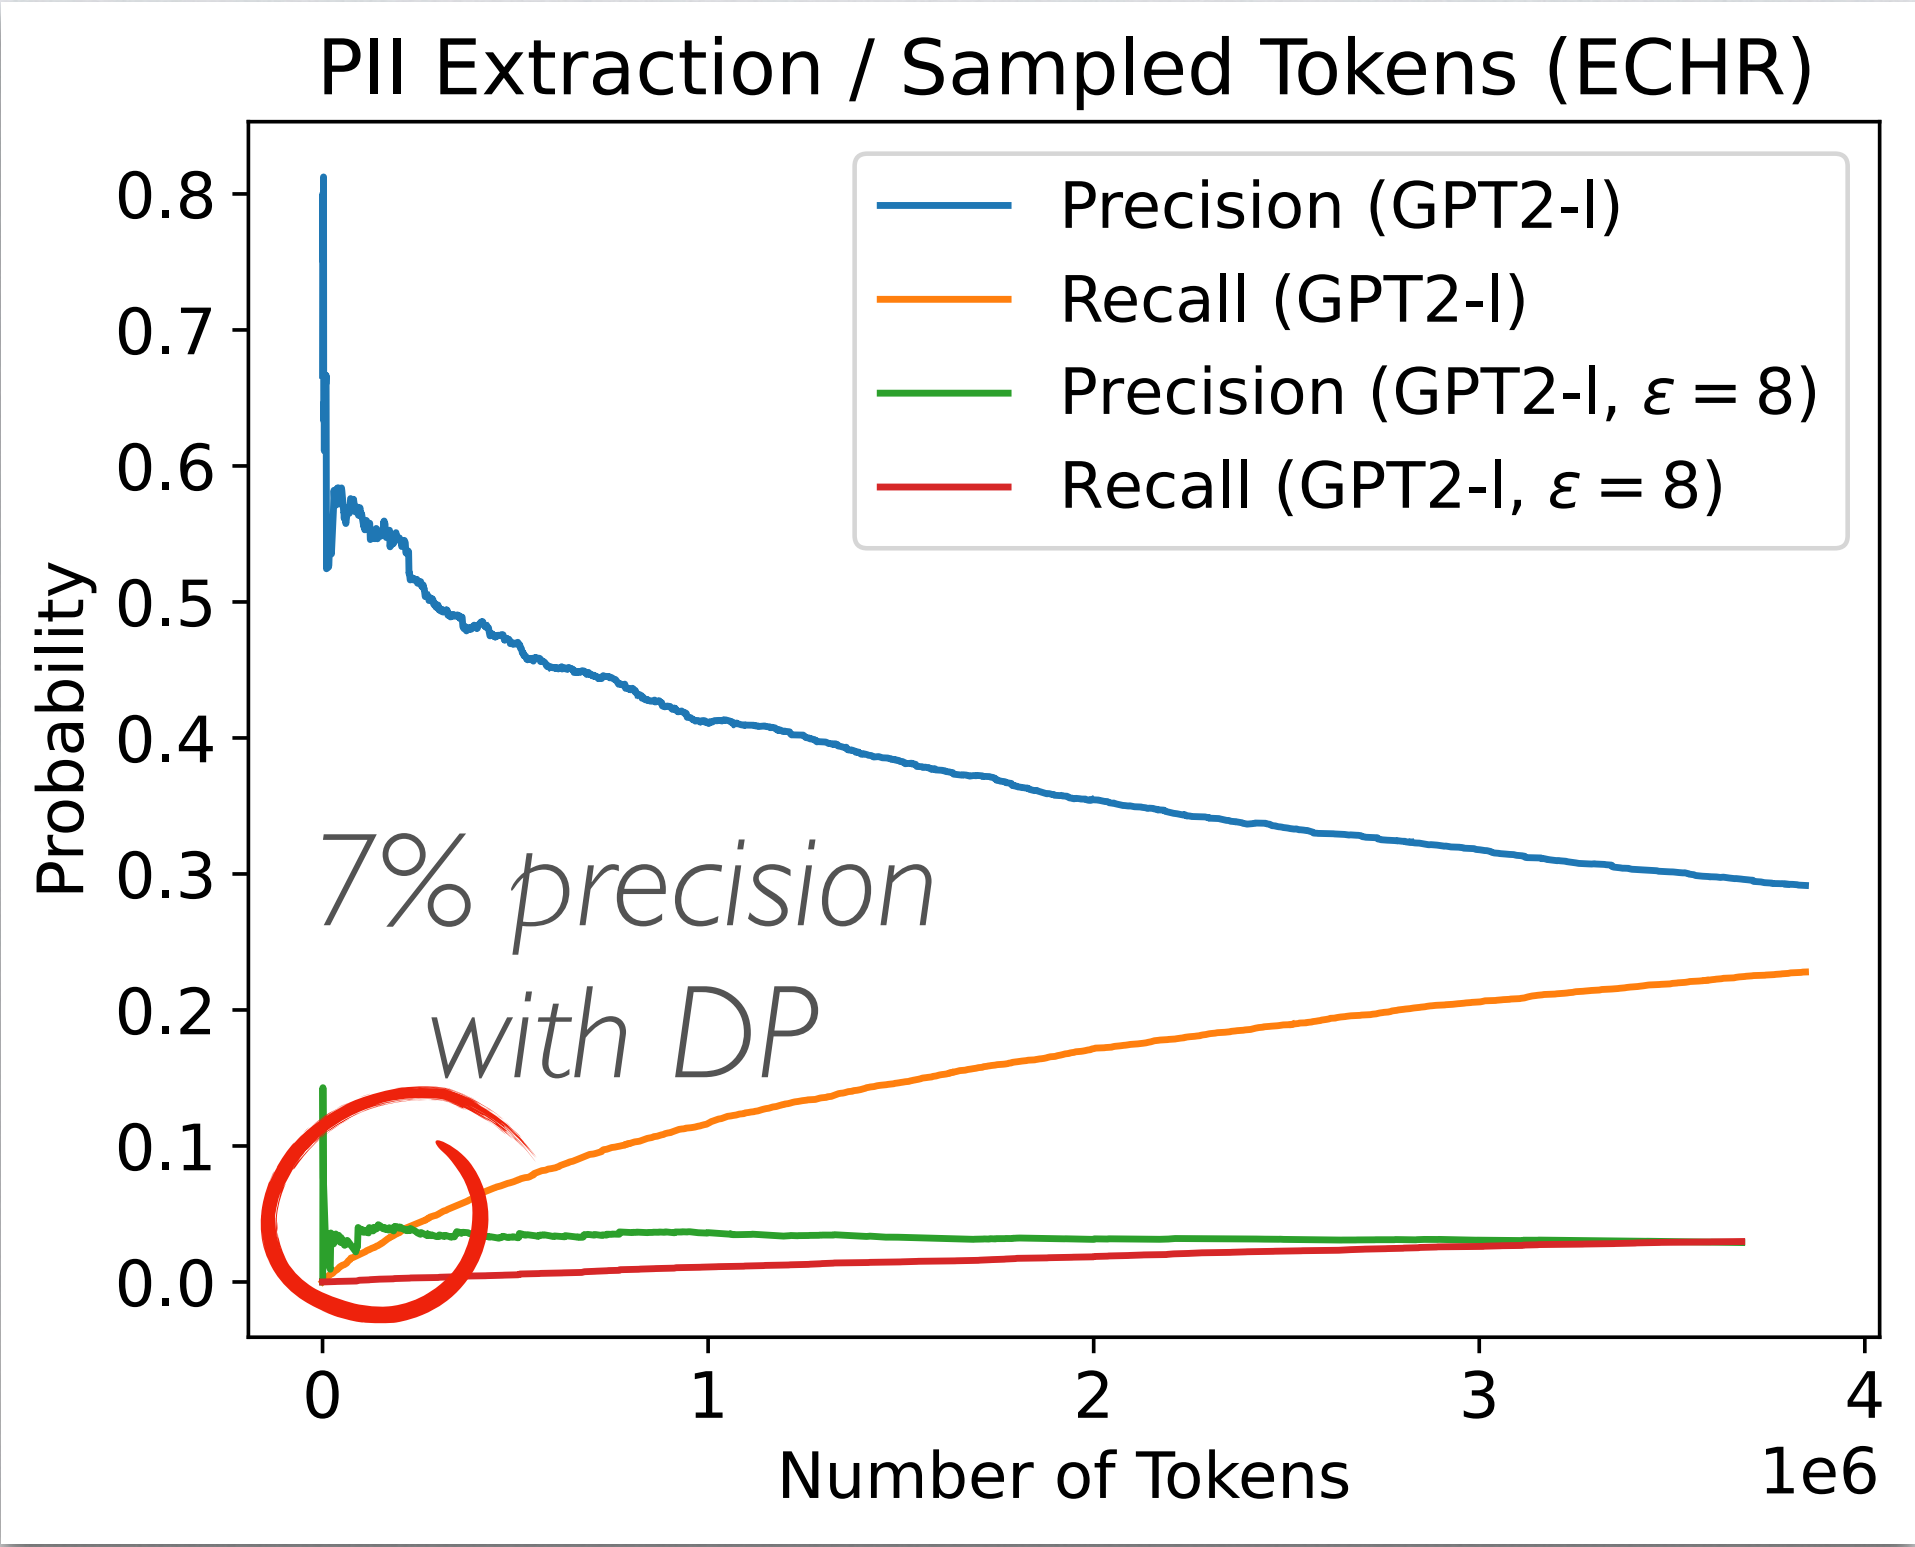 PII Extraction / Sampled Tokens (ECHR)
Precision (GPT2-l)
Recall (GPT2-l)
Precision (GPT2-l, ε = 8)
Recall (GPT2-l, ε = 8)
Probability
0.8
0.7
0.6
0.5
0.4
0.3
0.2
0.1
0.0
7% precision
with DP
0 1 2 3 4
Number of Tokens
1e6